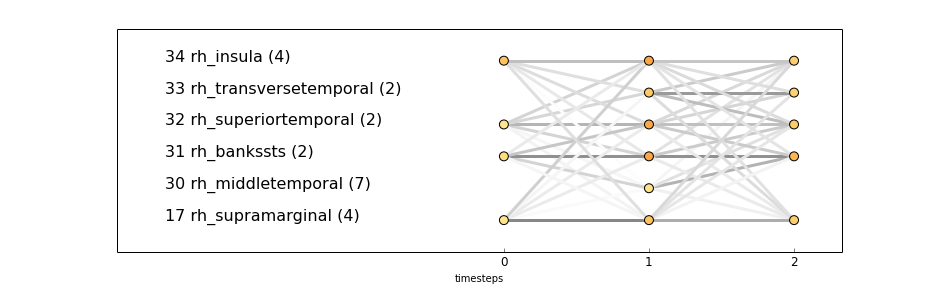 34 rh_insula (4)
33 rh_transversetemporal (2)
32 rh_superiortemporal (2)
31 rh_bankssts (2)
30 rh_middletemporal (7)
17 rh_supramarginal (4)
0 1 2
timesteps